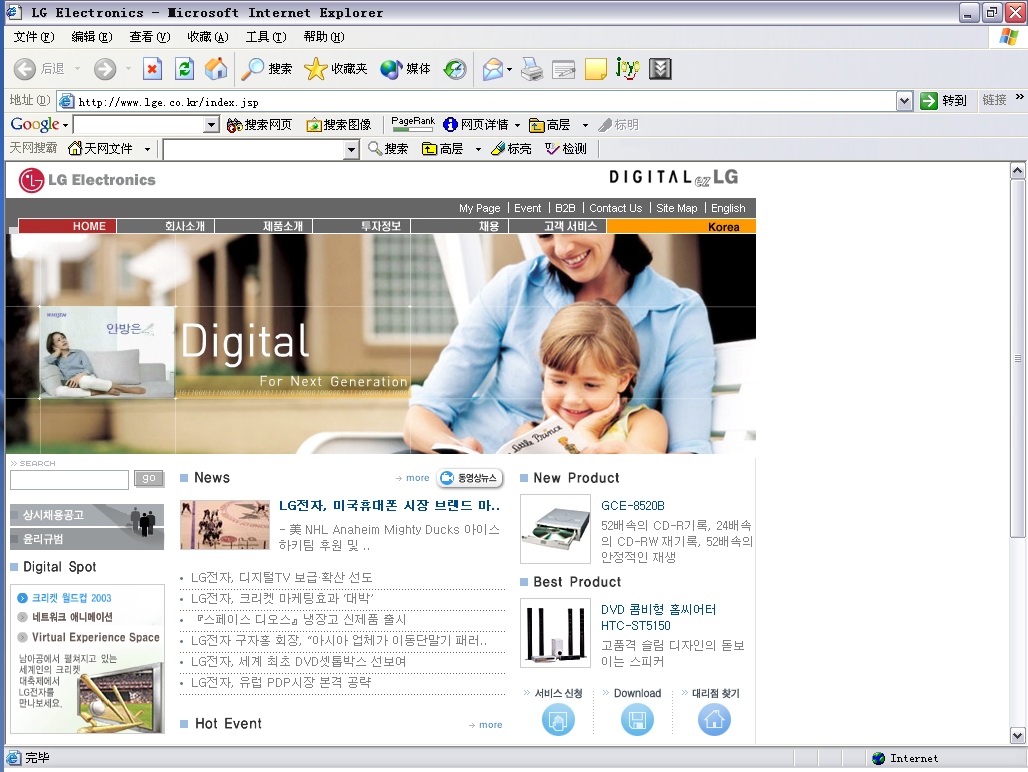 LG Electronics - Microsoft Internet Explorer
文件(F) 编辑(E) 查看(V) 收藏(A) 工具(T) 帮助(H)
后退 搜索 收藏夹 媒体
地址(D) http://www.lge.co.kr/index.jsp 转到 链接 »
Google 搜索网页 搜索图像 PageRank 网页详情 高层 标明
天网搜霸 天网文件 搜索 高层 标亮 检测
LG Electronics DIGITAL ez LG
My Page | Event | B2B | Contact Us | Site Map | English
HOME 회사소개 제품소개 투자정보 채용 고객 서비스 Korea
안방은
Digital
For Next Generation
Little Prince
SEARCH
go
상시채용공고
윤리규범
Digital Spot
크리켓 월드컵 2003
네트워크 애니메이션
Virtual Experience Space
남아공에서 펼쳐지고 있는
세계인의 크리켓
대축제에서
LG전자를
만나보세요.
News more 동영상뉴스
LG전자, 미국휴대폰 시장 브랜드 마..
- 美 NHL Anaheim Mighty Ducks 아이스
하키팀 후원 및 ..
• LG전자, 디지털TV 보급·확산 선도
• LG전자, 크리켓 마케팅효과 ‘대박’
• 『스페이스 디오스』 냉장고 신제품 출시
• LG전자 구자홍 회장, “아시아 업체가 이동단말기 패러..
• LG전자, 세계 최초 DVD셋톱박스 선보여
• LG전자, 유럽 PDP시장 본격 공략
Hot Event more
New Product
GCE-8520B
52배속의 CD-R기록, 24배속
의 CD-RW 재기록, 52배속의
안정적인 재생
Best Product
DVD 콤비형 홈씨어터
HTC-ST5150
고품격 슬림 디자인의 돋보
이는 스피커
서비스 신청 Download 대리점 찾기
完毕 Internet